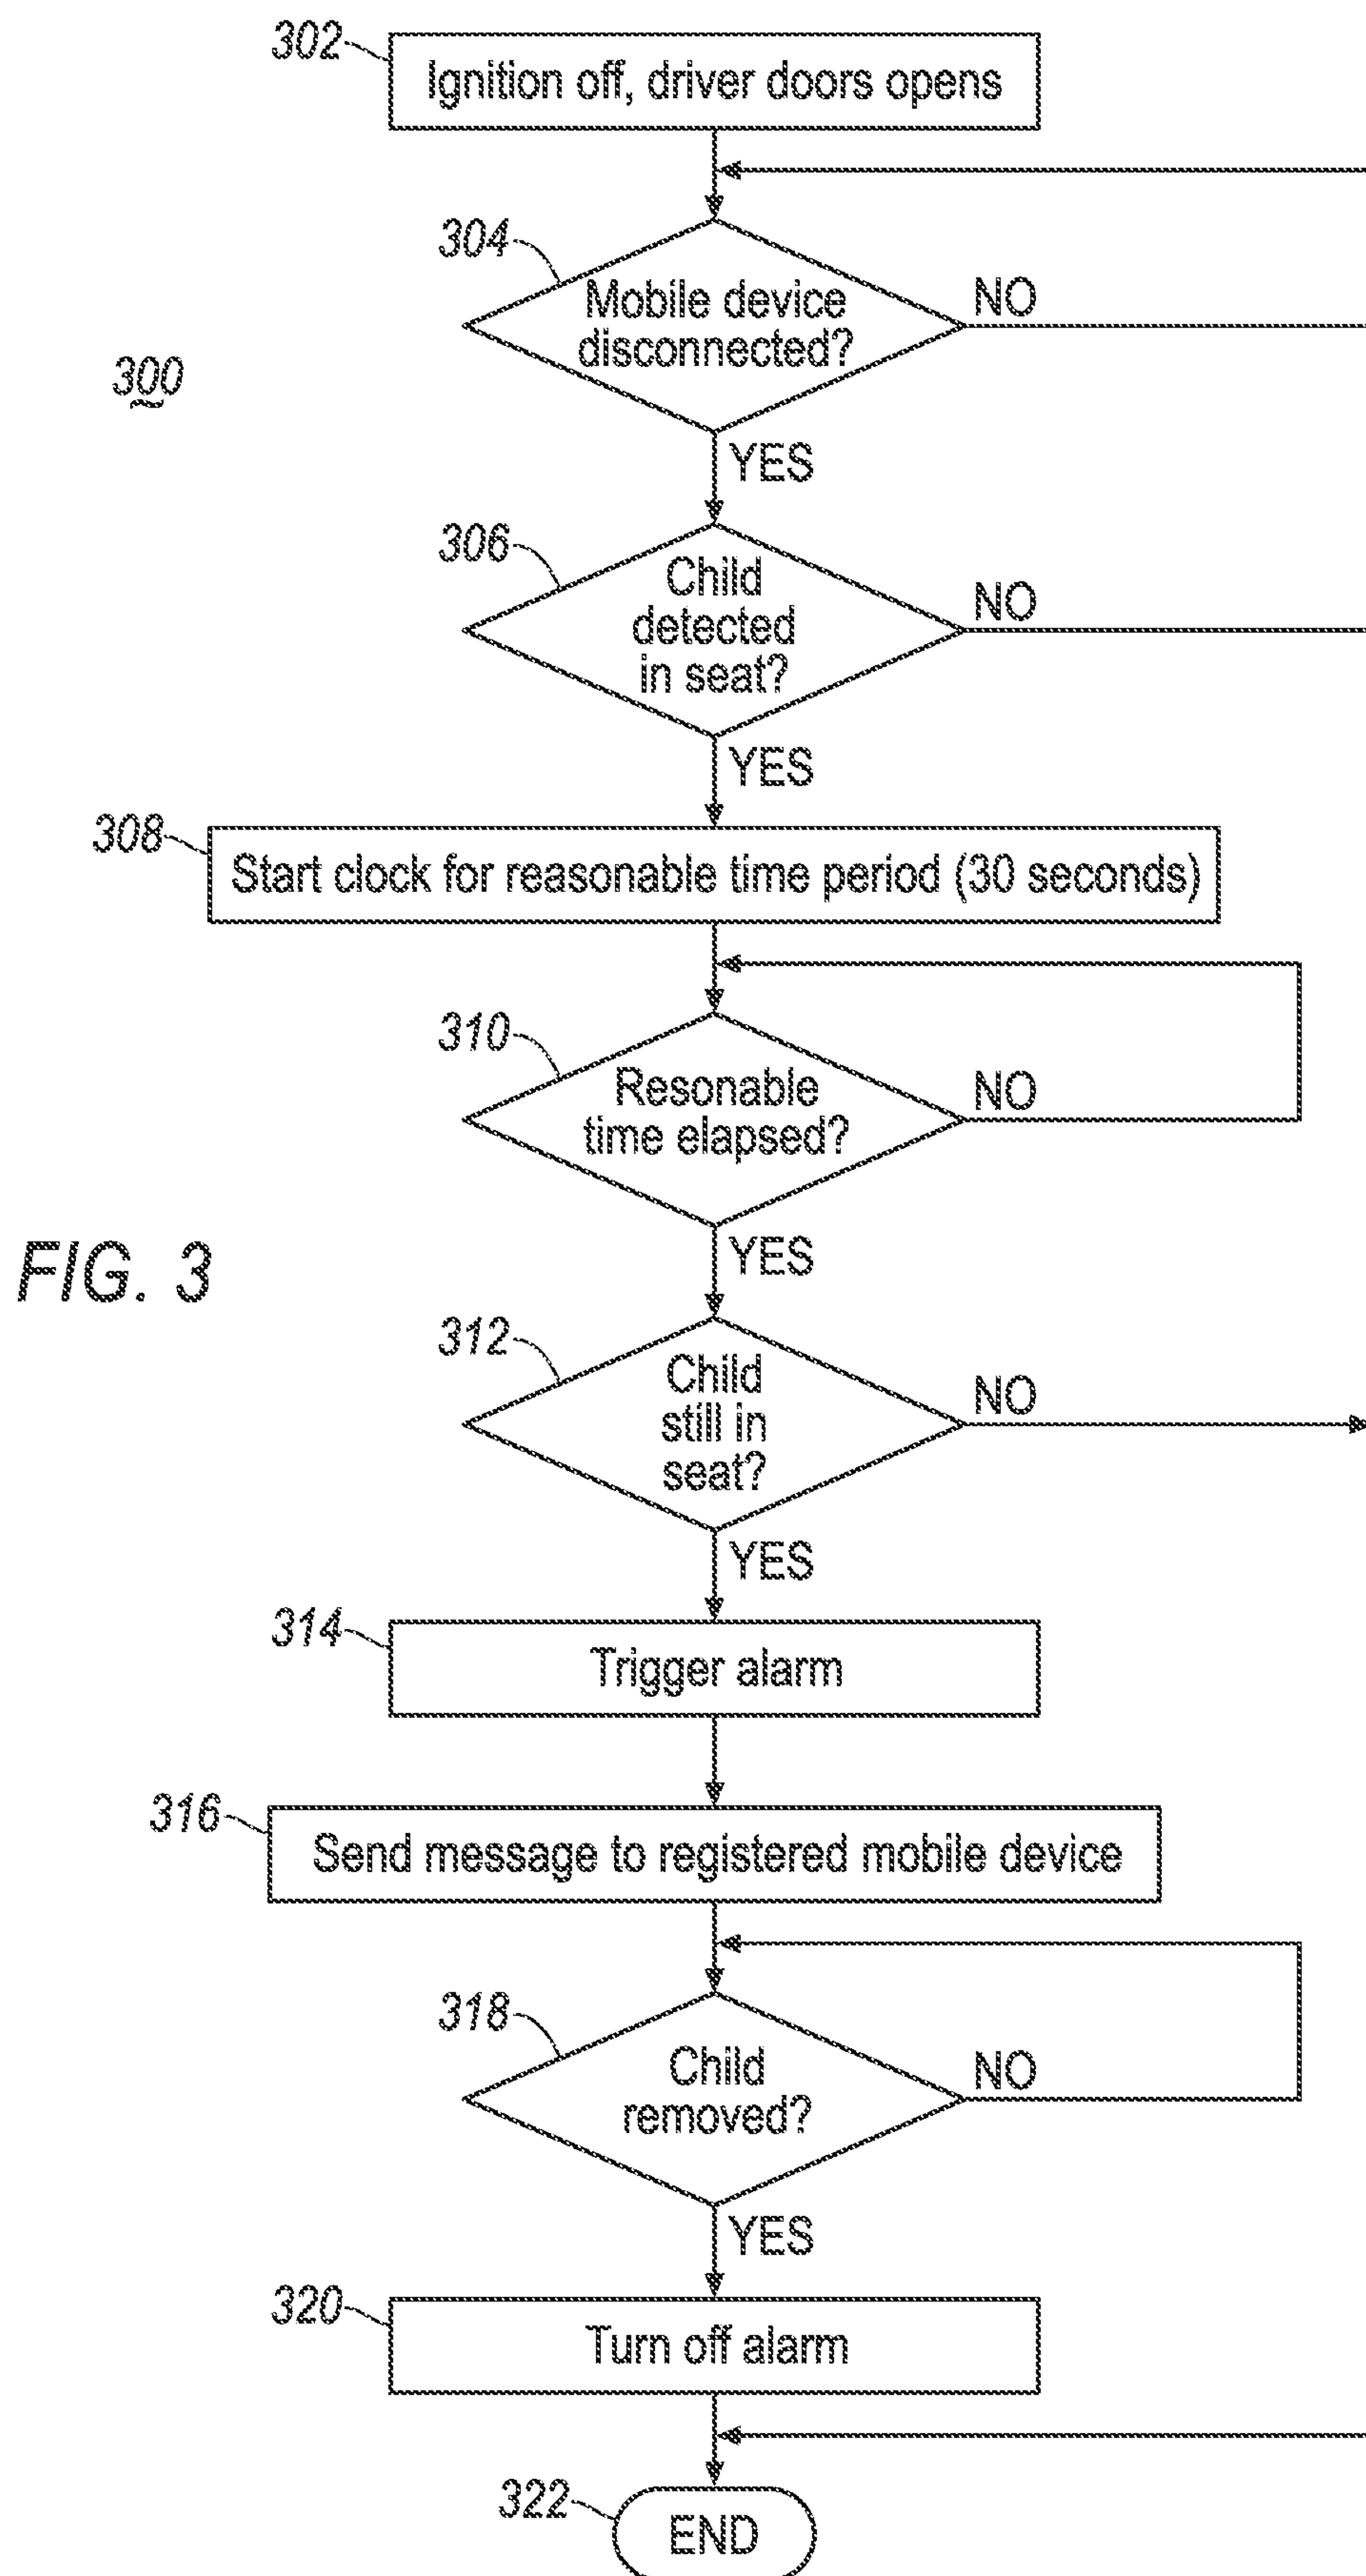 302
Ignition off, driver doors opens
304
Mobile device
disconnected?
NO
300
YES
306
Child
detected
in seat?
NO
YES
308
Start clock for reasonable time period (30 seconds)
310
Resonable
time elapsed?
NO
YES
FIG. 3
312
Child
still in
seat?
NO
YES
314
Trigger alarm
316
Send message to registered mobile device
318
Child
removed?
NO
YES
320
Turn off alarm
322
END